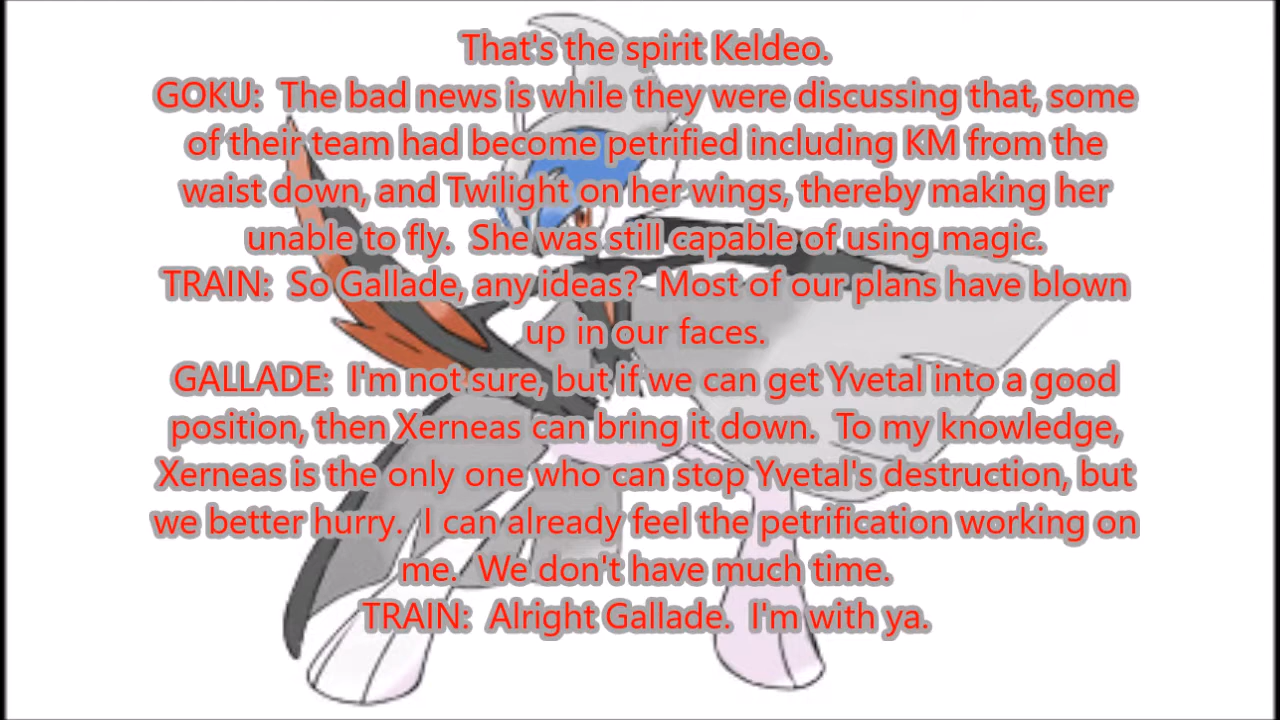 That's the spirit Keldeo.
GOKU:  The bad news is while they were discussing that, some
of their team had become petrified including KM from the
waist down, and Twilight on her wings, thereby making her
unable to fly.  She was still capable of using magic.
TRAIN:  So Gallade, any ideas?  Most of our plans have blown
up in our faces.
GALLADE:  I'm not sure, but if we can get Yvetal into a good
position, then Xerneas can bring it down.  To my knowledge,
Xerneas is the only one who can stop Yvetal's destruction, but
we better hurry.  I can already feel the petrification working on
me.  We don't have much time.
TRAIN:  Alright Gallade.  I'm with ya.